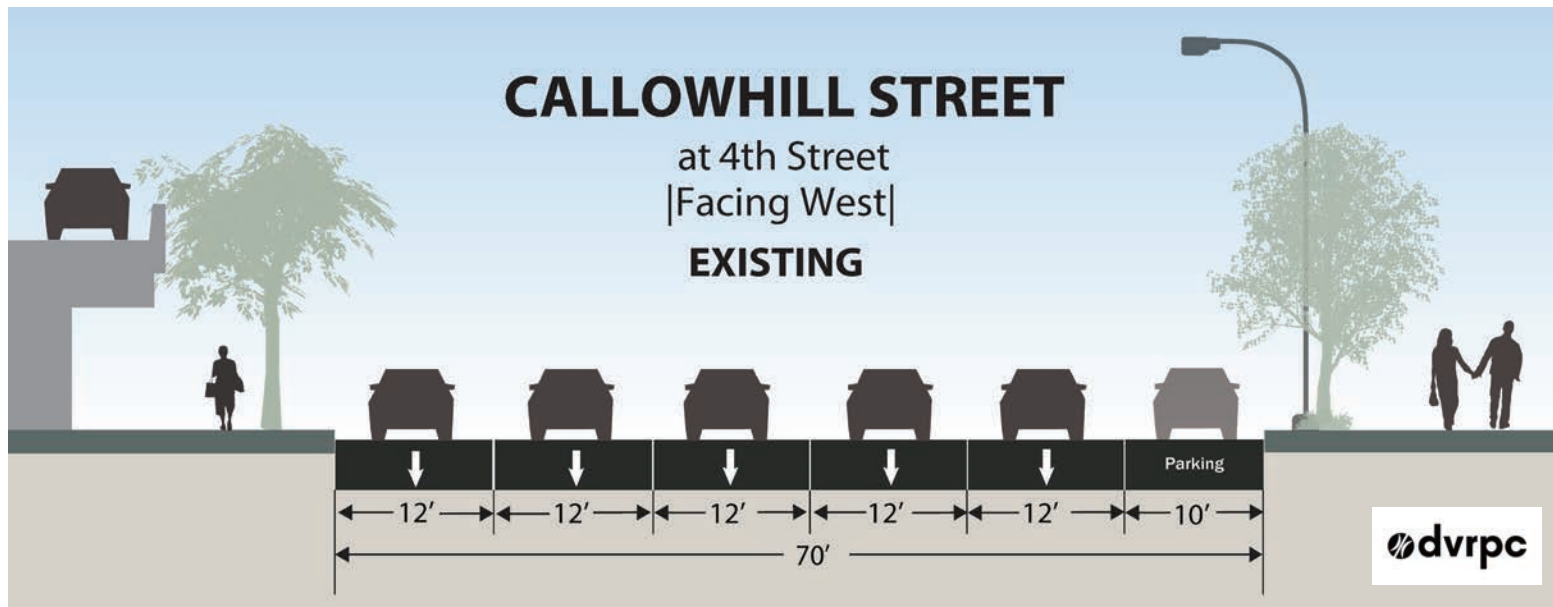 CALLOWHILL STREET
at 4th Street
|Facing West|
EXISTING
Parking
12′ 12′ 12′ 12′ 12′ 10′
70′
dvrpc